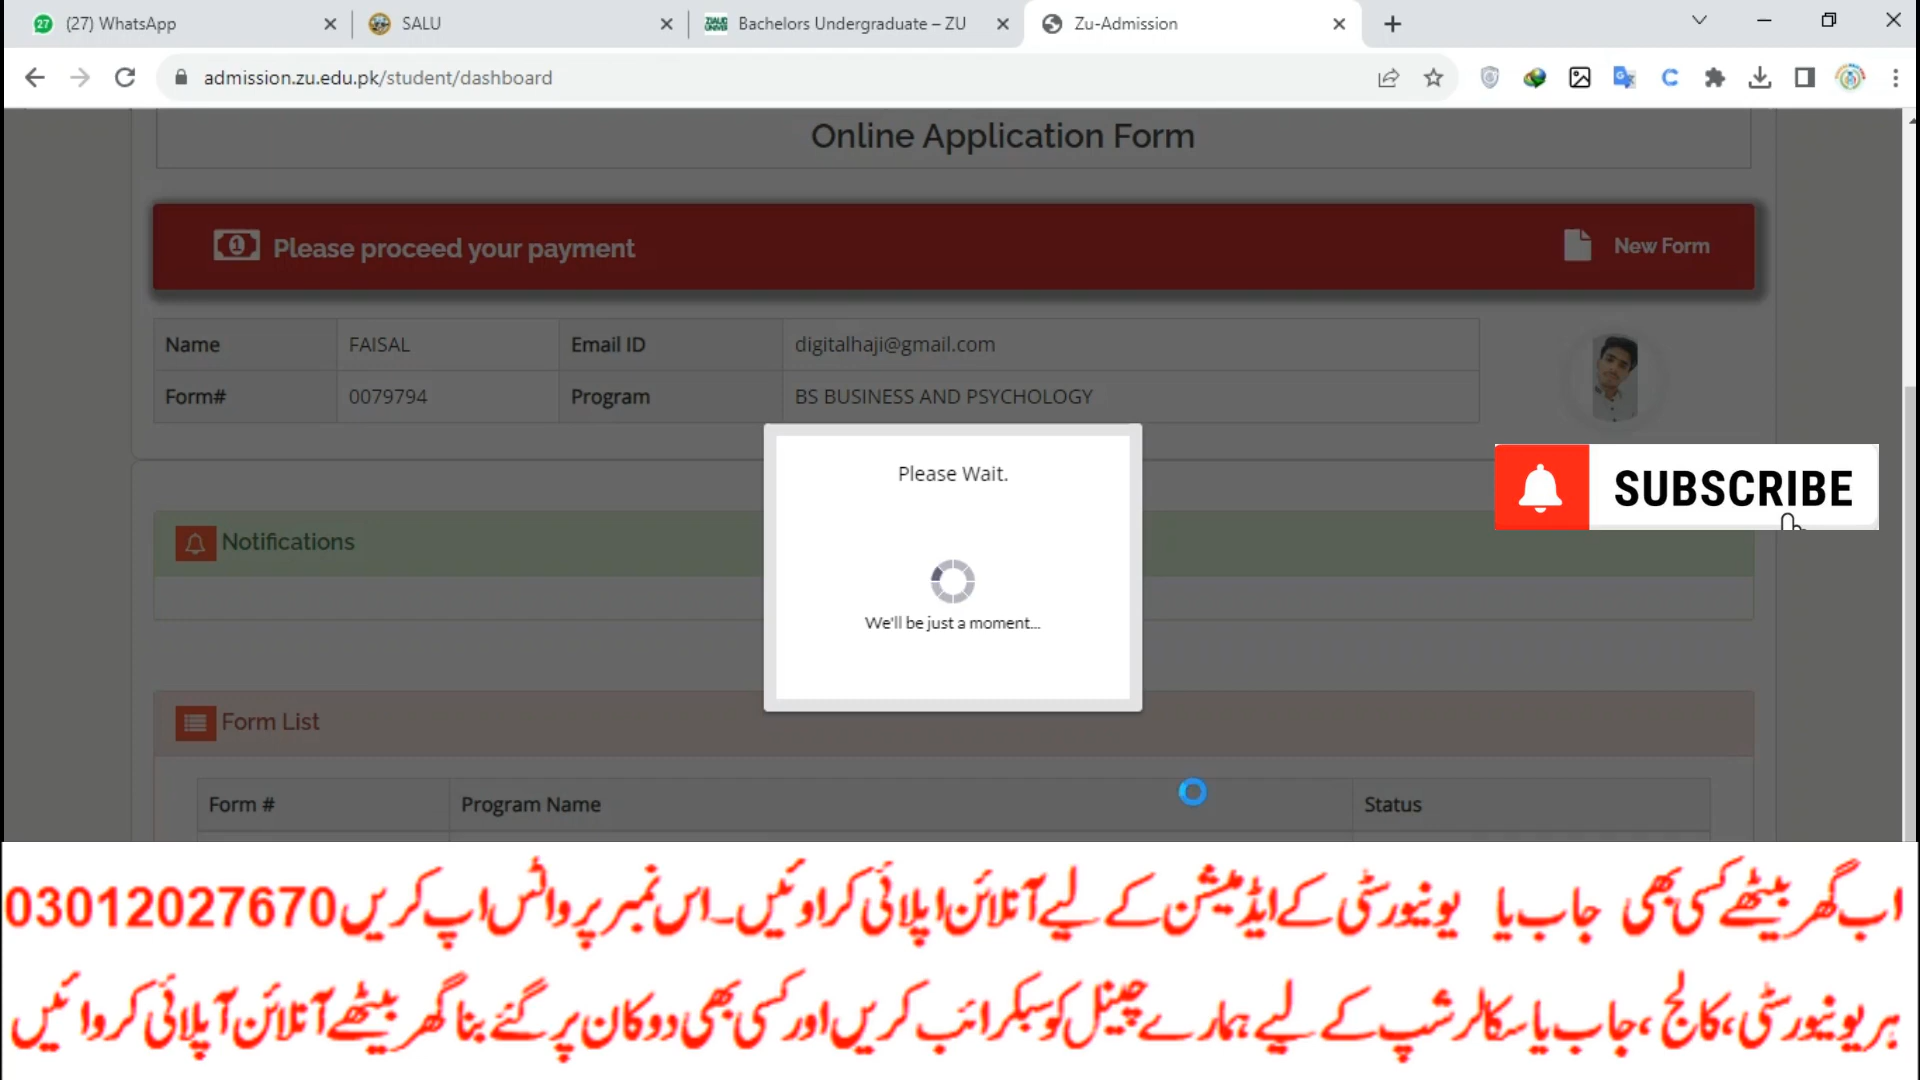 (27) WhatsApp
SALU
Bachelors Undergraduate – ZU
Zu-Admission
admission.zu.edu.pk/student/dashboard
Online Application Form
Please proceed your payment
New Form
Name FAISAL Email ID digitalhaji@gmail.com
Form# 0079794 Program BS BUSINESS AND PSYCHOLOGY
Please Wait.
We'll be just a moment...
SUBSCRIBE
Notifications
Form List
Form # Program Name Status
اب گھر بیٹھے کسی بھی جاب یا یونیورسٹی کے ایڈمیشن کے لیے آنلائن اپلائی کراوئیں۔ اس نمبر پر واٹس اپ کریں 03012027670
ہر یونیورسٹی، کالج ، جاب یا سکالرشپ کے لیے ہمارے چینل کو سبکرائب کریں اور کسی بھی دوکان پر گئے بنا گھر بیٹھے آنلائن آپلائی کروائیں